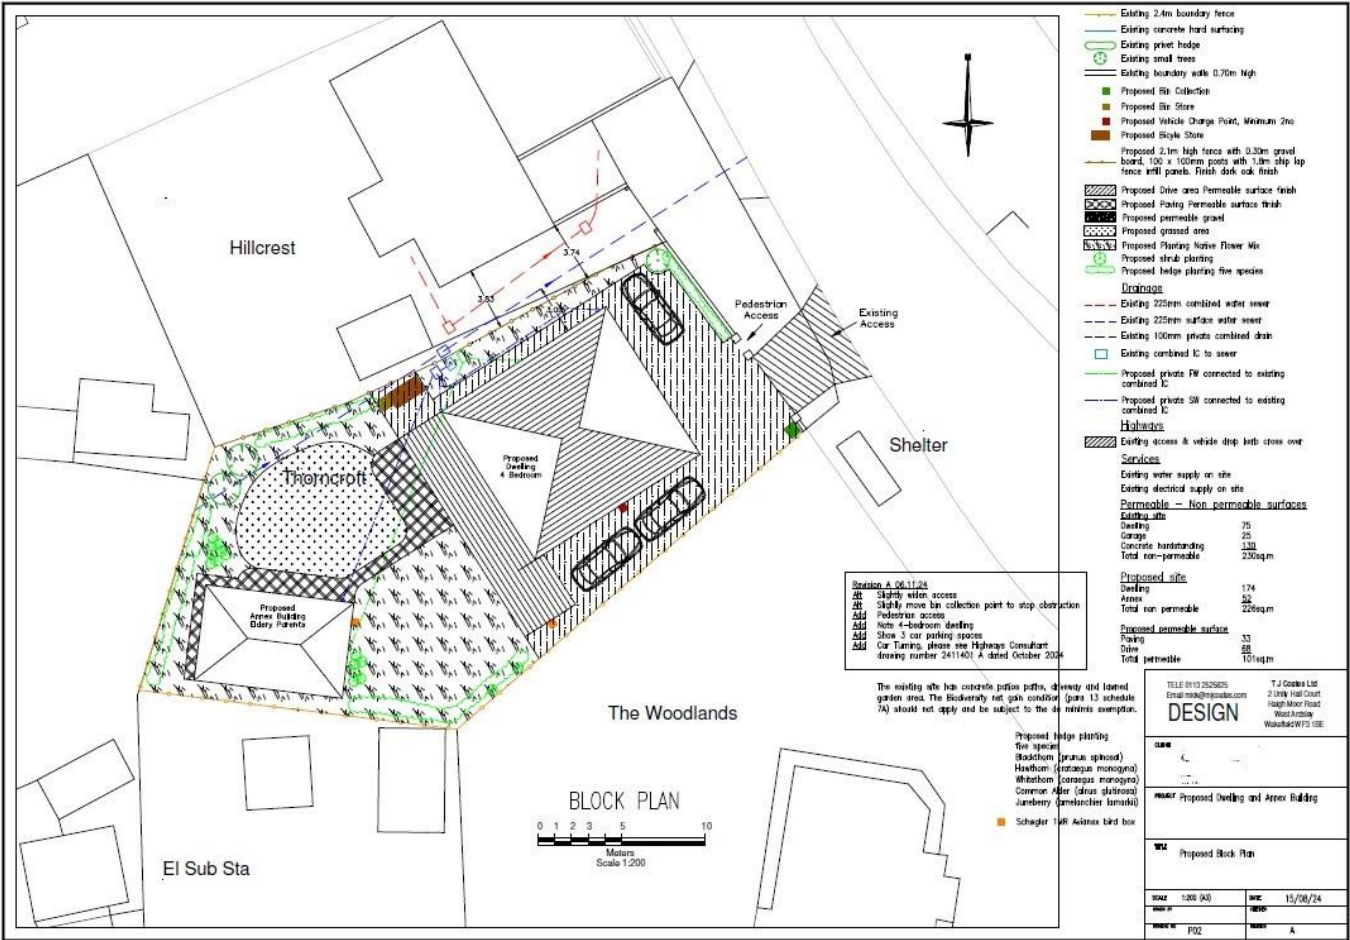 Existing 2.4m boundary fence
Existing concrete hard surfacing
Existing privet hedge
Existing small trees
Existing boundary walls 0.70m high
Proposed Bin Collection
Proposed Bin Store
Proposed Vehicle Charge Point, Minimum 2no
Proposed Bicyle Store
Proposed 2.1m high fence with 0.30m gravel
board, 100 x 100mm posts with 1.8m ship lap
fence infill panels. Finish dark oak finish
Proposed Drive area Permeable surface finish
Proposed Paving Permeable surface finish
Proposed permeable gravel
Proposed grassed area
Proposed Planting Native Flower Mix
Proposed shrub planting
Proposed hedge planting five species
Drainage
Existing 225mm combined water sewer
Existing 225mm surface water sewer
Existing 100mm private combined drain
Existing combined IC to sewer
Proposed private FW connected to existing
combined IC
Proposed private SW connected to existing
combined IC
Highways
Existing access & vehicle drop kerb cross over
Services
Existing water supply on site
Existing electrical supply on site
Permeable - Non permeable surfaces
Existing site
Dwelling 75
Garage 25
Concrete hardstanding 130
Total non-permeable 230sq.m
Proposed site
Dwelling 174
Annex 52
Total non permeable 226sq.m
Proposed permeable surface
Paving 33
Drive 68
Total permeable 101sq.m
Hillcrest
3.74
3.83
Pedestrian
Access
Existing
Access
Shelter
Thorncroft
Proposed
Dwelling
4 Bedroom
Proposed
Annex Building
Eldery Parents
The Woodlands
El Sub Sta
BLOCK PLAN
0 1 2 3 5 10
Meters
Scale 1:200
Revision A 06.11.24
Alt Slightly widen access
Alt Slightly move bin collection point to stop obstruction
Add Pedestrian access
Add Note 4-bedroom dwelling
Add Show 3 car parking spaces
Add Car Turning, please see Highways Consultant
drawing number 2411401 A dated October 2024
The existing site has concrete patios paths, driveway and lawned
garden area. The Biodiversity net gain condition (para 13 schedule
7A) should not apply and be subject to the de minimis exemption.
Proposed hedge planting
five species
Blackthorn (prunus spinosa)
Hawthorn (crataegus monogyna)
Whitethorn (caraegus monogyna)
Common Alder (alnus glutinosa)
Juneberry (amelanchier lamarkii)
Schwgler 1MR Avianex bird box
TELE 0113 2525825
Email mick@mjcoates.com
DESIGN
T J Coates Ltd
2 Unity Hall Court
Haigh Moor Road
West Ardsley
Wakefield WF3 1EE
CLIENT
PROJECT Proposed Dwelling and Annex Building
TITLE
Proposed Block Plan
SCALE 1:200 (A3) DATE 15/08/24
P02 A